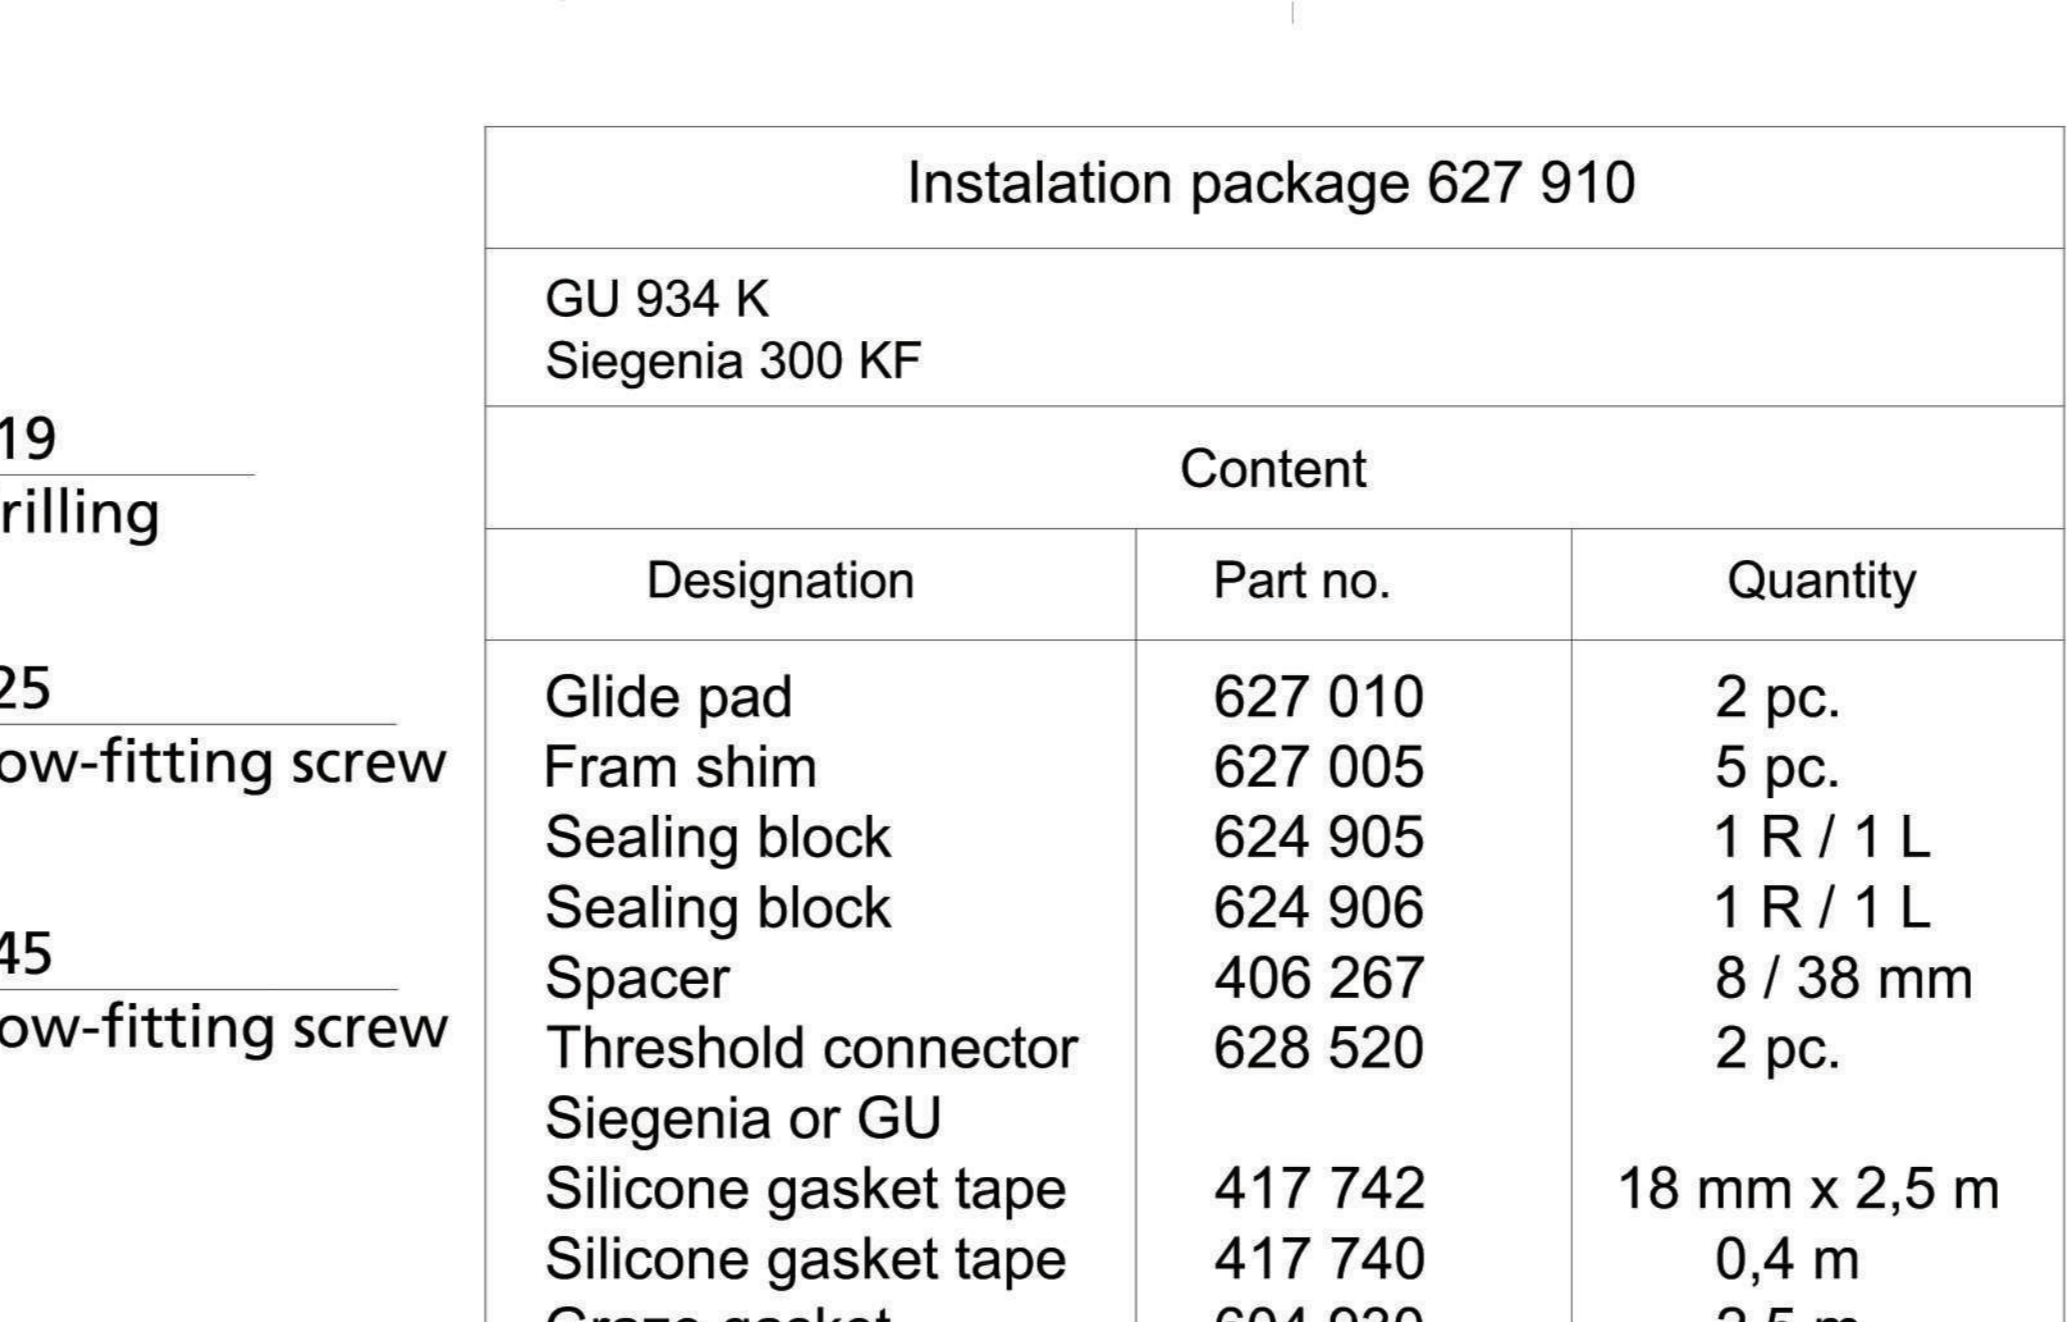 Instalation package 627 910
GU 934 K
Siegenia 300 KF
Content
Designation Part no. Quantity
Glide pad 627 010 2 pc.
Fram shim 627 005 5 pc.
Sealing block 624 905 1 R / 1 L
Sealing block 624 906 1 R / 1 L
Spacer 406 267 8 / 38 mm
Threshold connector 628 520 2 pc.
Siegenia or GU
Silicone gasket tape 417 742 18 mm x 2,5 m
Silicone gasket tape 417 740 0,4 m
gasket
19
rilling
25
ow-fitting screw
45
ow-fitting screw